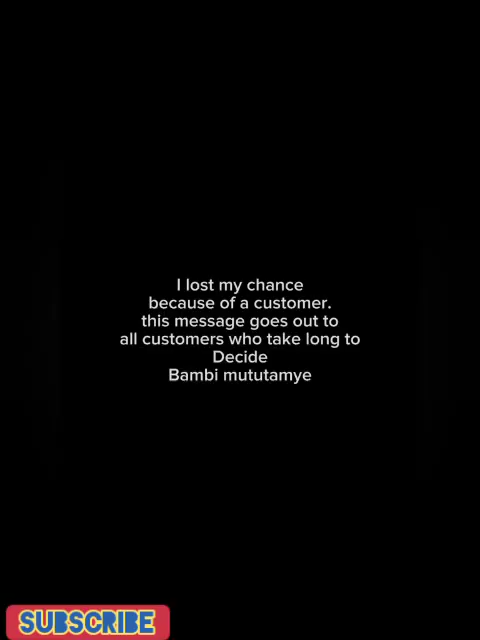 I lost my chance
because of a customer.
this message goes out to
all customers who take long to
Decide
Bambi mututamye
SUBSCRIBE